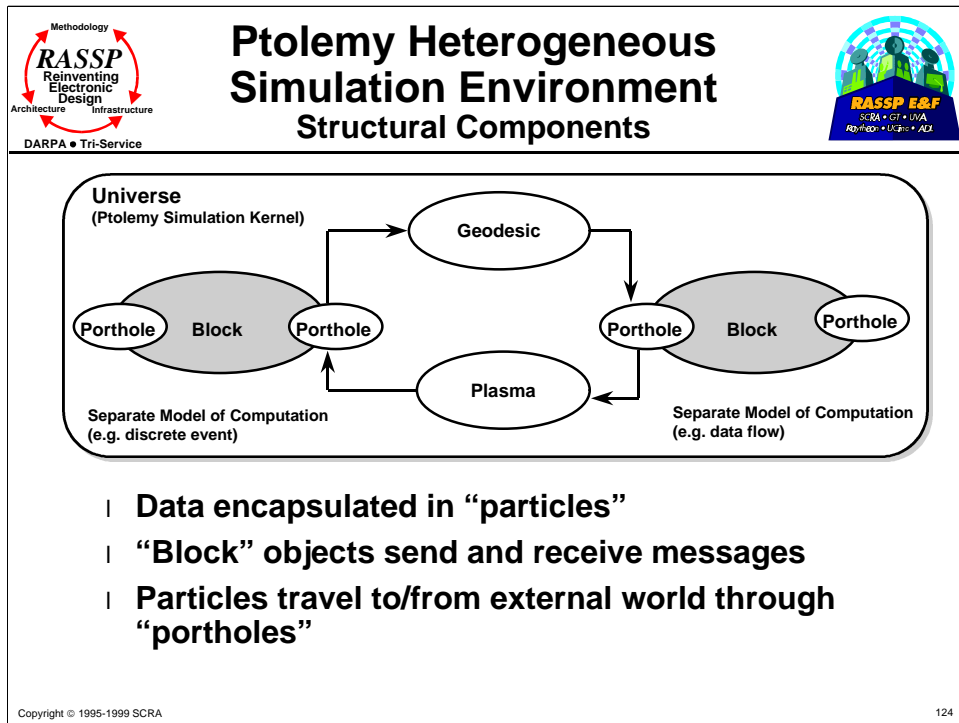 Methodology
RASSP
Reinventing
Electronic
Design
Architecture
Infrastructure
DARPA ● Tri-Service
Ptolemy Heterogeneous
Simulation Environment
Structural Components
RASSP E&F
SCRA • GT • UVA
Raytheon • UCinc • ADL
Universe
(Ptolemy Simulation Kernel)
Geodesic
Porthole
Block
Porthole
Porthole
Block
Porthole
Plasma
Separate Model of Computation
(e.g. discrete event)
Separate Model of Computation
(e.g. data flow)
l Data encapsulated in “particles”
l “Block” objects send and receive messages
l Particles travel to/from external world through
“portholes”
Copyright © 1995-1999 SCRA
124